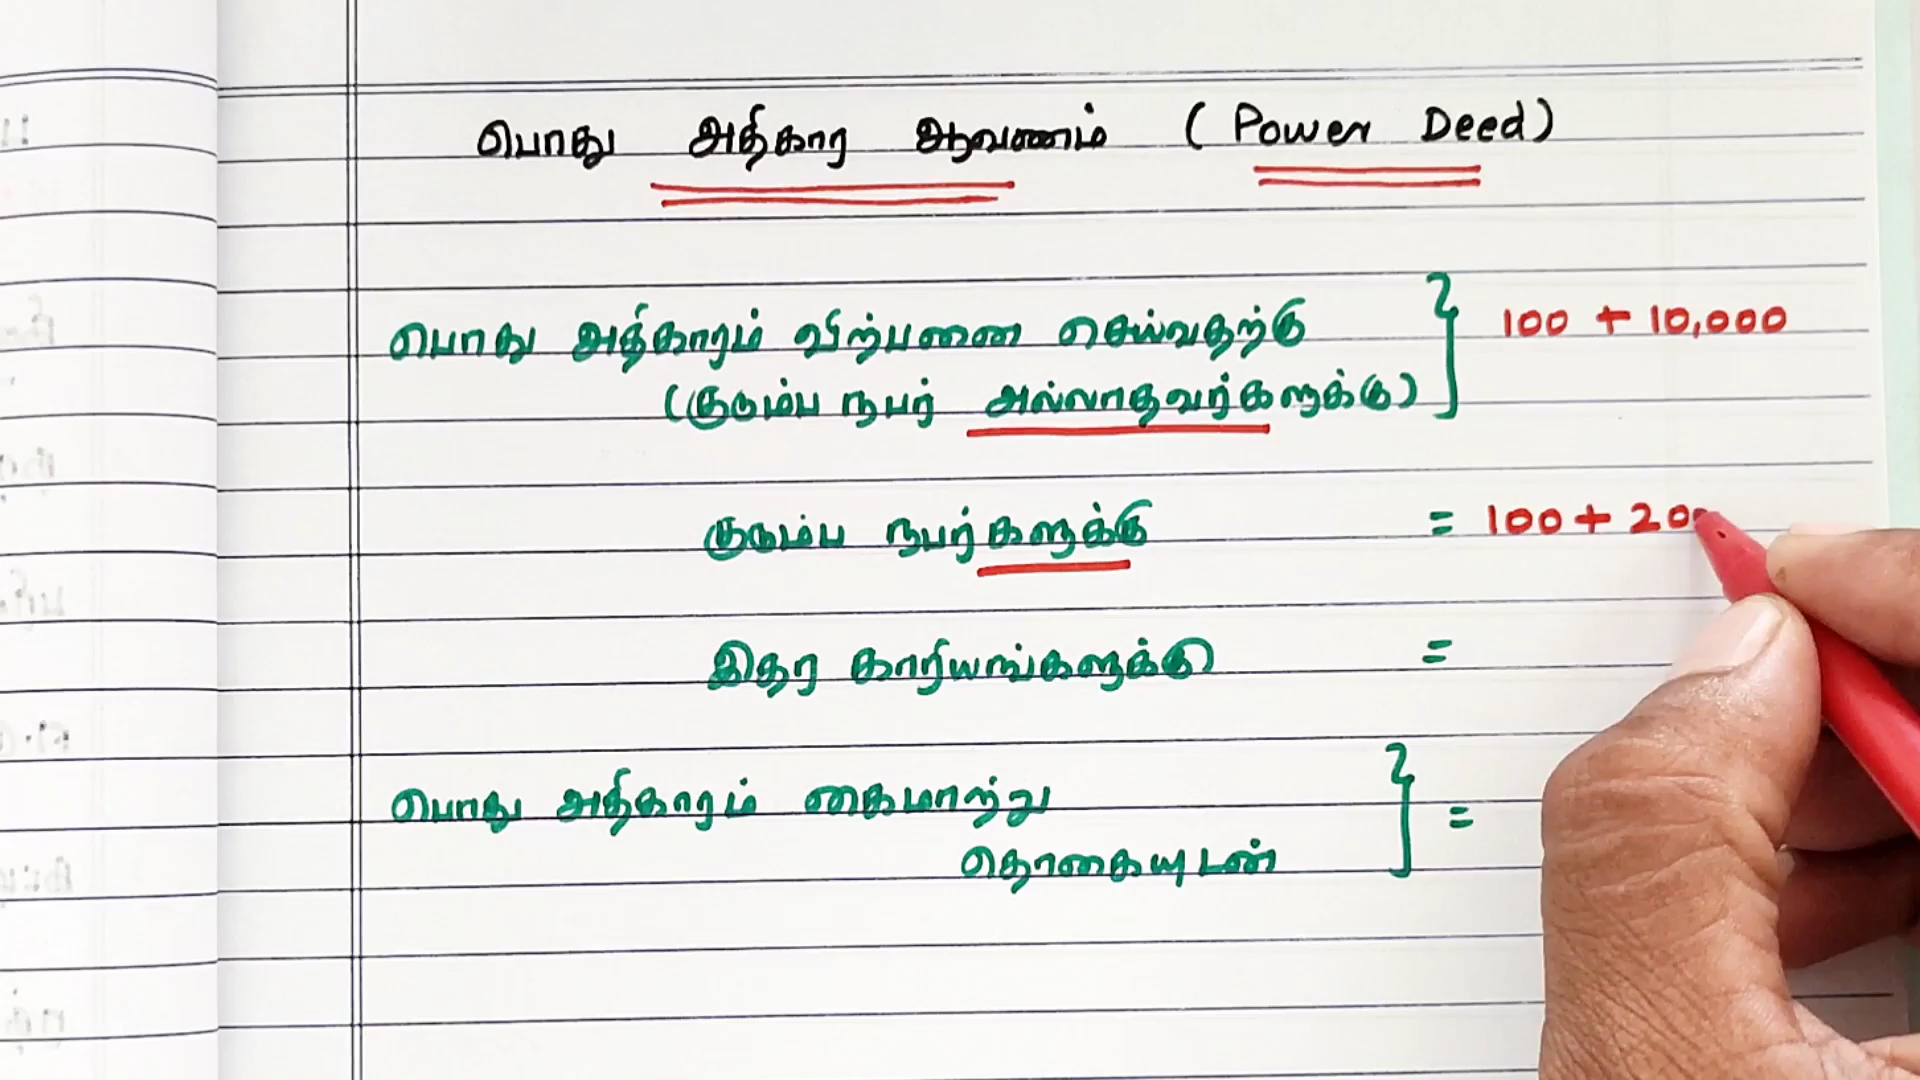 பொது அதிகார ஆவணம் (Power Deed)
பொது அதிகாரம் விற்பனை செய்வதற்கு } 100 + 10,000
(குடும்ப நபர் அல்லாதவர்களுக்கு)
குடும்ப நபர்களுக்கு = 100 + 200
இதர காரியங்களுக்கு =
பொது அதிகாரம் கைமாற்று } =
தொகையுடன்